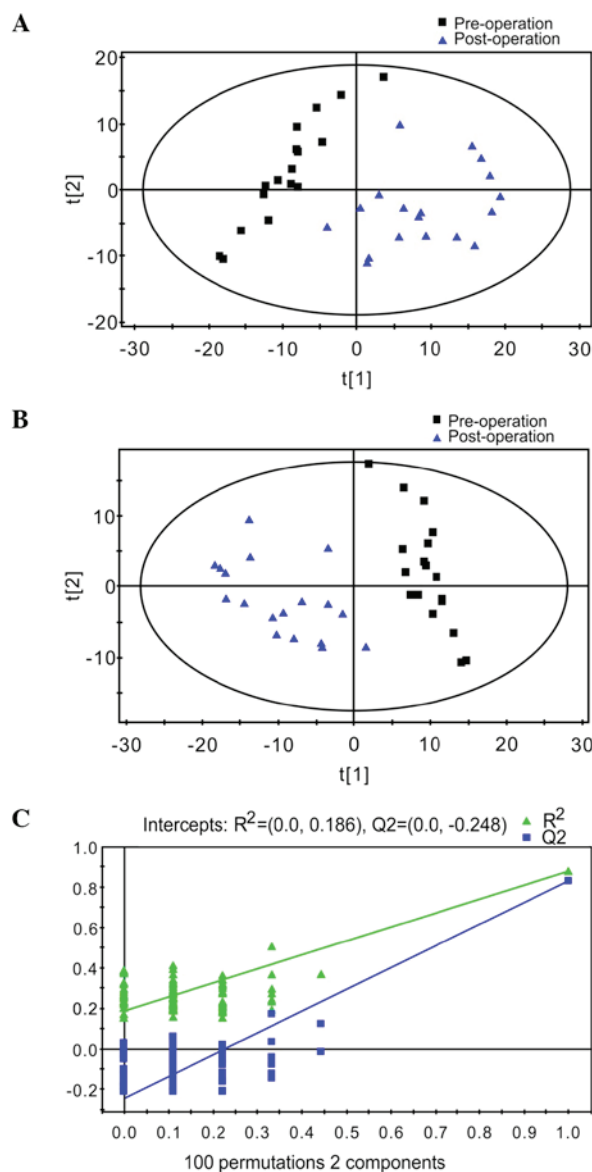 A
Pre-operation
Post-operation
20
10
0
-10
-20
t[2]
-30 -20 -10 0 10 20 30
t[1]
B
Pre-operation
Post-operation
10
0
-10
t[2]
-30 -20 -10 0 10 20 30
t[1]
C
Intercepts: R²=(0.0, 0.186), Q2=(0.0, -0.248)
R²
Q2
1.0
0.8
0.6
0.4
0.2
0.0
-0.2
0.0 0.1 0.2 0.3 0.4 0.5 0.6 0.7 0.8 0.9 1.0
100 permutations 2 components